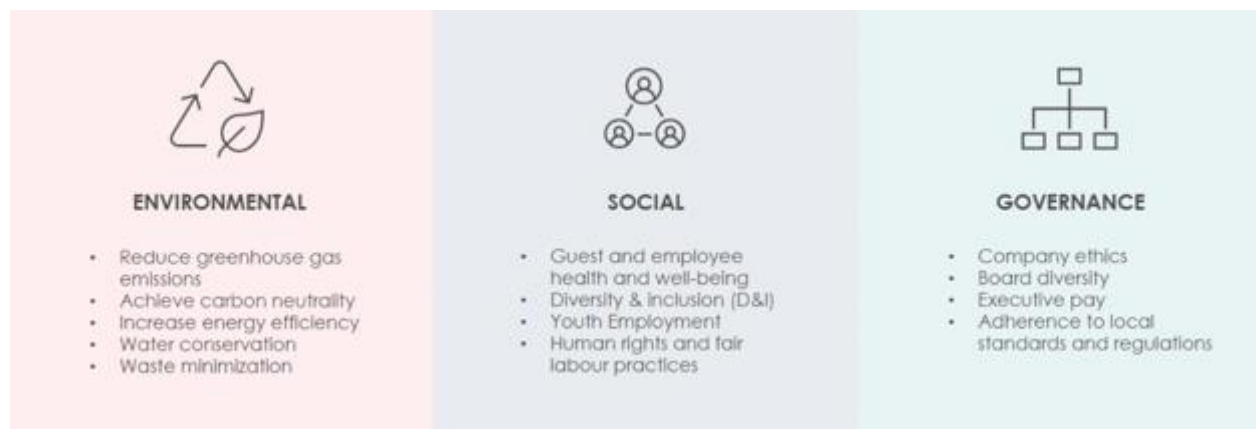 ENVIRONMENTAL
• Reduce greenhouse gas
emissions
• Achieve carbon neutrality
• Increase energy efficiency
• Water conservation
• Waste minimization
SOCIAL
• Guest and employee
health and well-being
• Diversity & inclusion (D&I)
• Youth Employment
• Human rights and fair
labour practices
GOVERNANCE
• Company ethics
• Board diversity
• Executive pay
• Adherence to local
standards and regulations